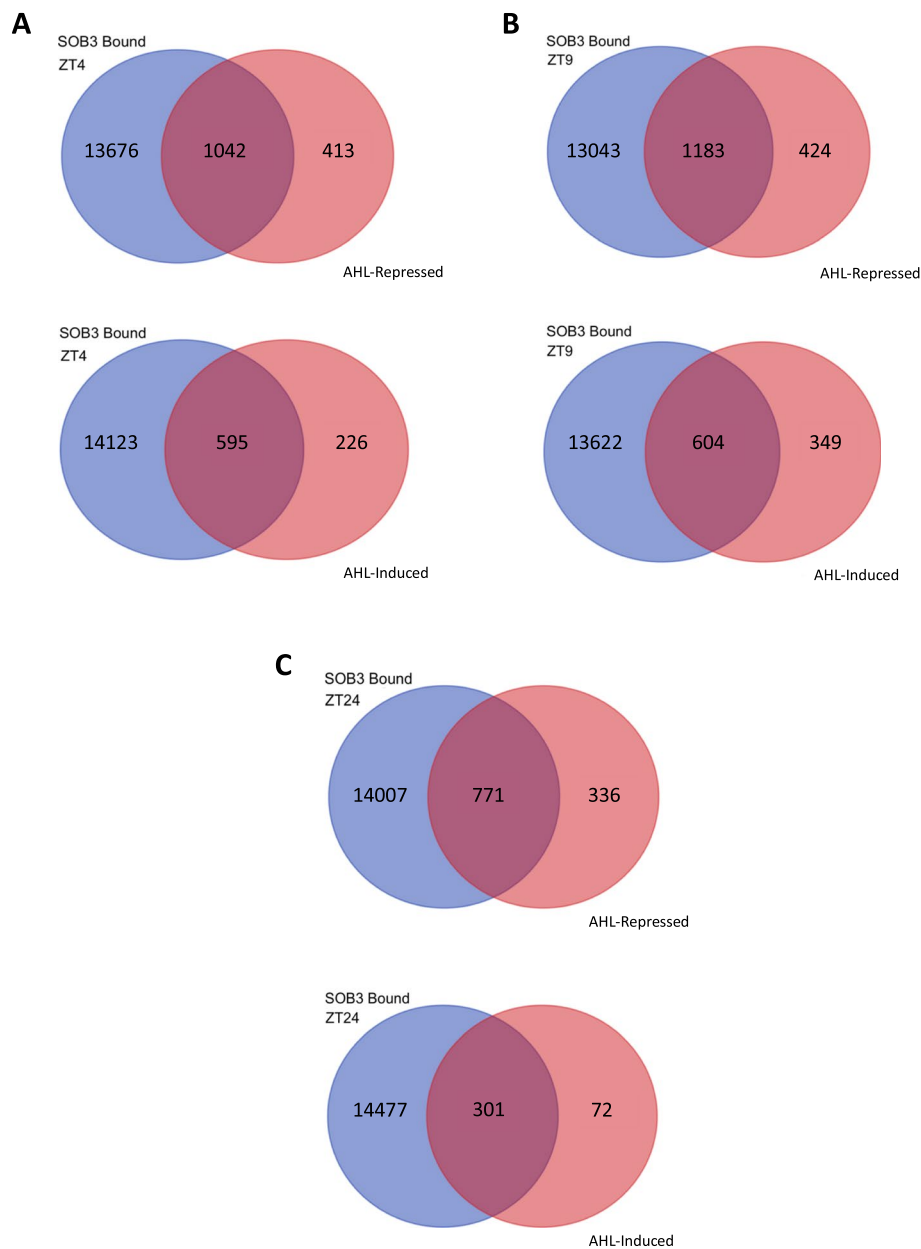 A
SOB3 Bound
ZT4
13676
1042
413
AHL-Repressed
SOB3 Bound
ZT4
14123
595
226
AHL-Induced
B
SOB3 Bound
ZT9
13043
1183
424
AHL-Repressed
SOB3 Bound
ZT9
13622
604
349
AHL-Induced
C
SOB3 Bound
ZT24
14007
771
336
AHL-Repressed
SOB3 Bound
ZT24
14477
301
72
AHL-Induced